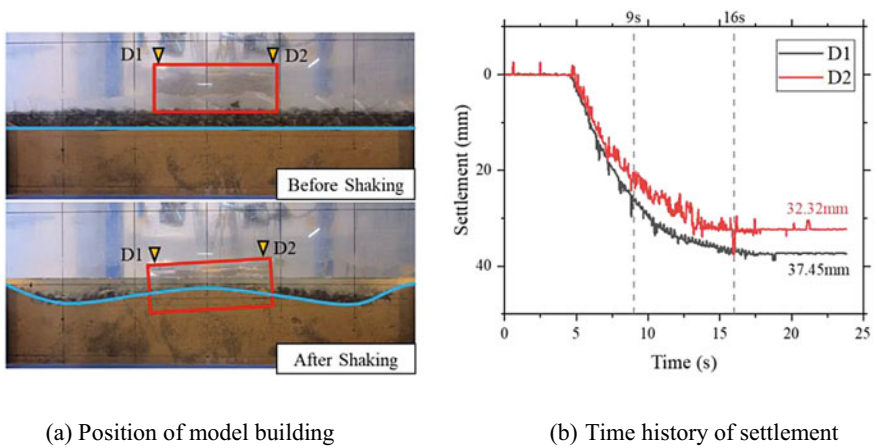 D1 D2
Before Shaking
D1 D2
After Shaking
9s 16s
D1
D2
0
20
40
Settlement (mm)
32.32mm
37.45mm
0 5 10 15 20 25
Time (s)
(a) Position of model building
(b) Time history of settlement